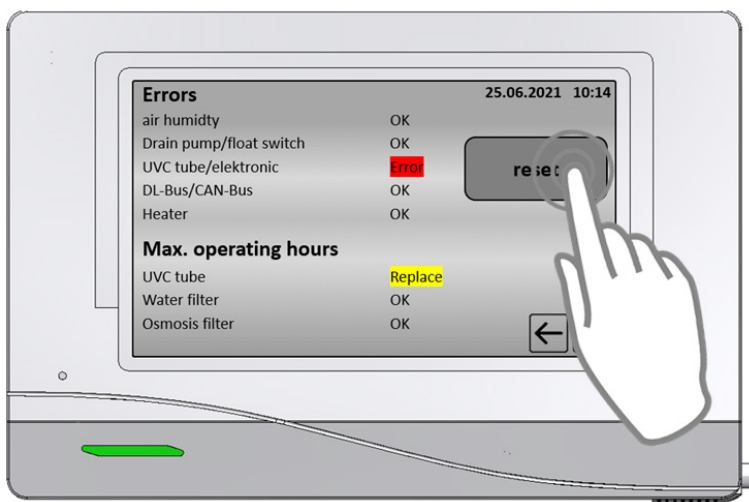 Errors 25.06.2021 10:14
air humidty OK
Drain pump/float switch OK
UVC tube/elektronic Error
reset
DL-Bus/CAN-Bus OK
Heater OK
Max. operating hours
UVC tube Replace
Water filter OK
Osmosis filter OK